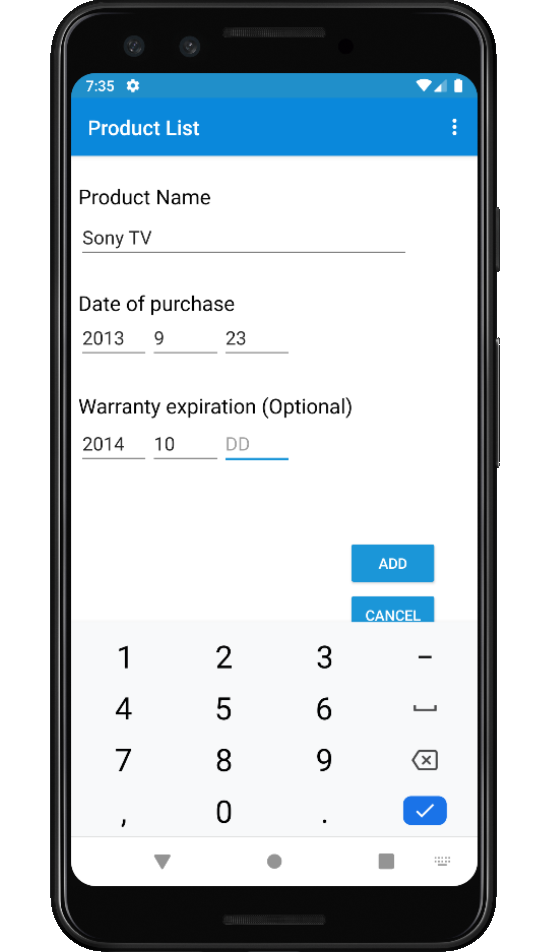 7:35
Product List
Product Name
Sony TV
Date of purchase
2013 9 23
Warranty expiration (Optional)
2014 10 DD
ADD
CANCEL
1 2 3 –
4 5 6
7 8 9
, 0 .